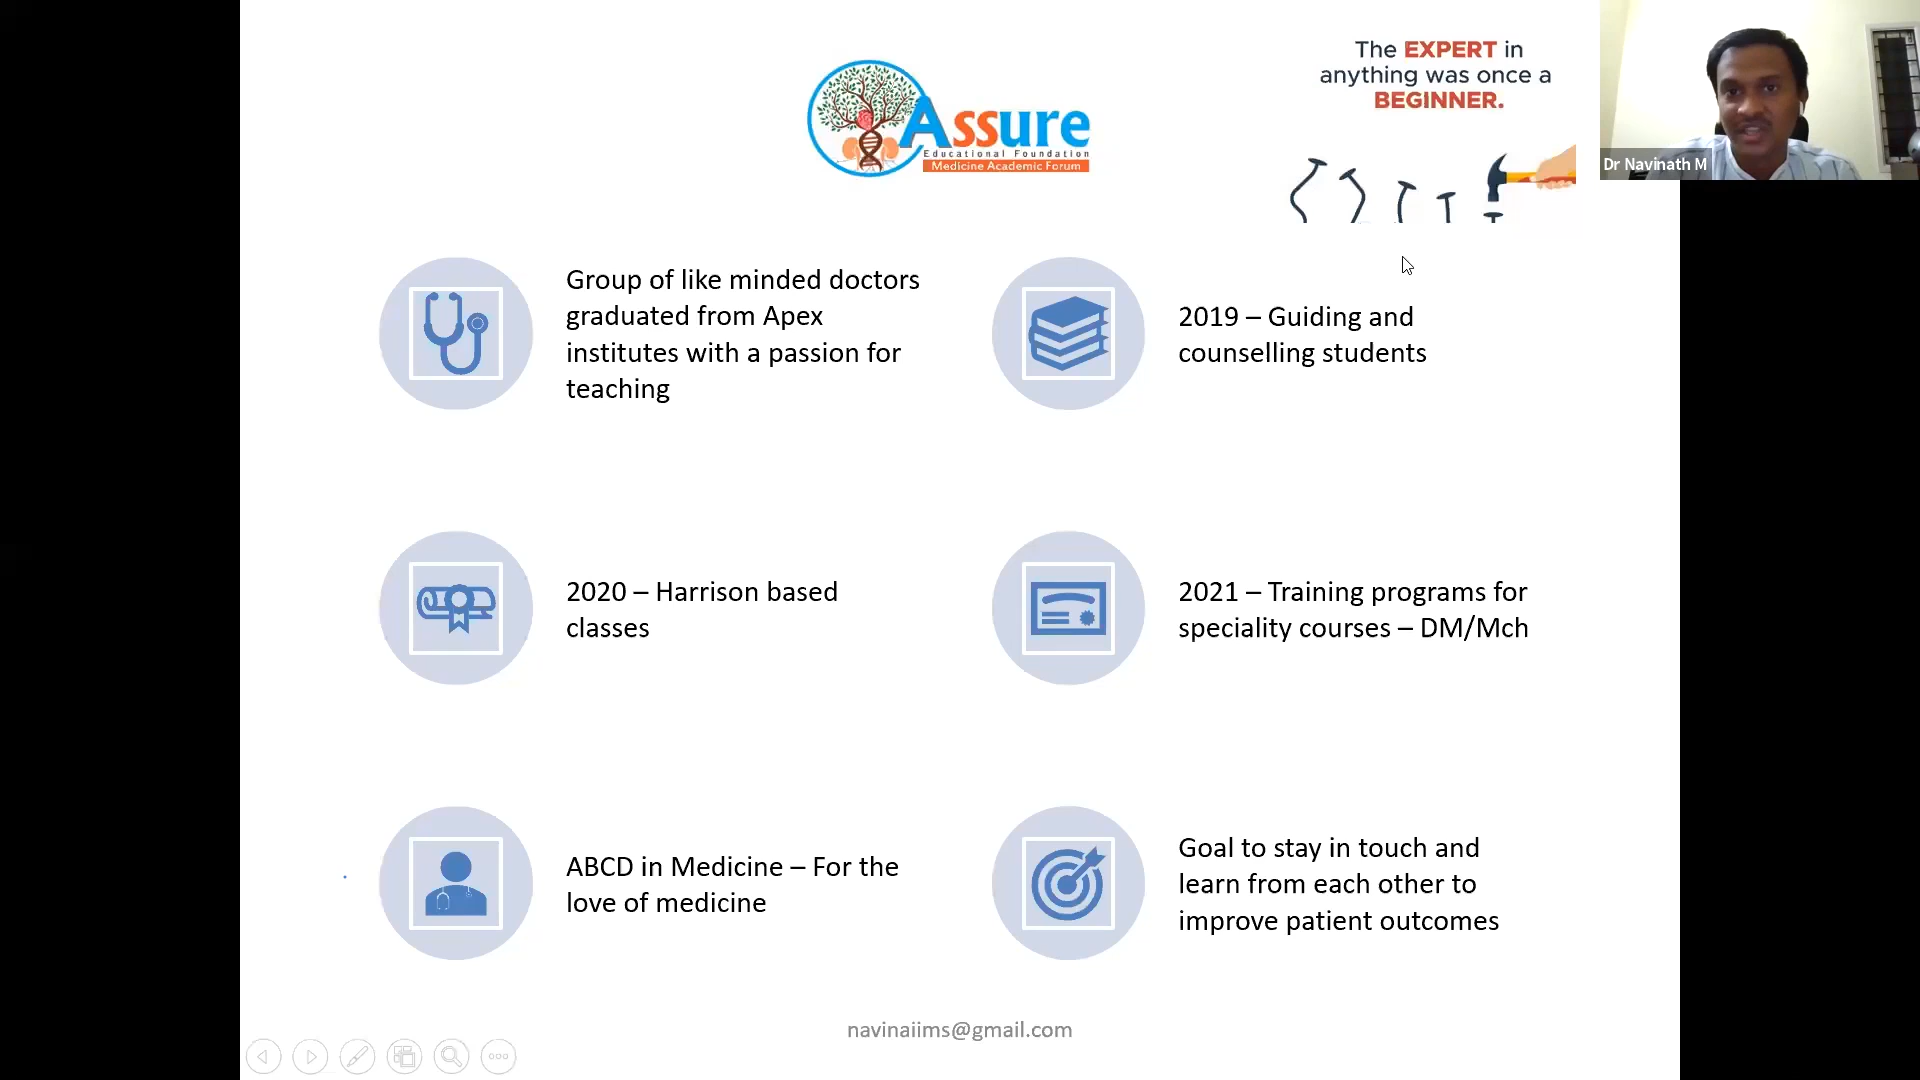 The EXPERT in
anything was once a
BEGINNER.
Assure
Educational Foundation
Medicine Academic Forum
Dr Navinath M
Group of like minded doctors
graduated from Apex
institutes with a passion for
teaching
2019 – Guiding and
counselling students
2020 – Harrison based
classes
2021 – Training programs for
speciality courses – DM/Mch
ABCD in Medicine – For the
love of medicine
Goal to stay in touch and
learn from each other to
improve patient outcomes
navinaiims@gmail.com